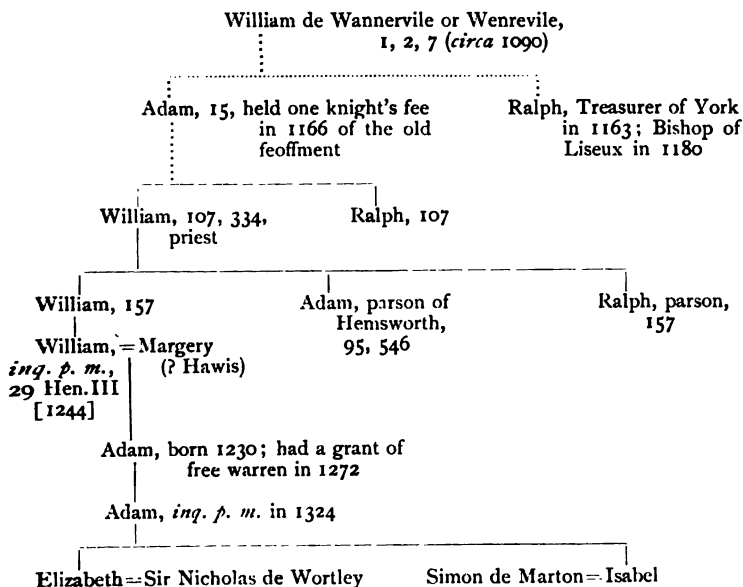 William de Wannervile or Wenrevile,
1, 2, 7 (circa 1090)
Adam, 15, held one knight's fee
in 1166 of the old
feoffment
Ralph, Treasurer of York
in 1163; Bishop of
Liseux in 1180
William, 107, 334,
priest
Ralph, 107
William, 157
Adam, parson of
Hemsworth,
95, 546
Ralph, parson,
157
William, = Margery
inq. p. m., (? Hawis)
29 Hen. III
[1244]
Adam, born 1230; had a grant of
free warren in 1272
Adam, inq. p. m. in 1324
Elizabeth = Sir Nicholas de Wortley
Simon de Marton = Isabel